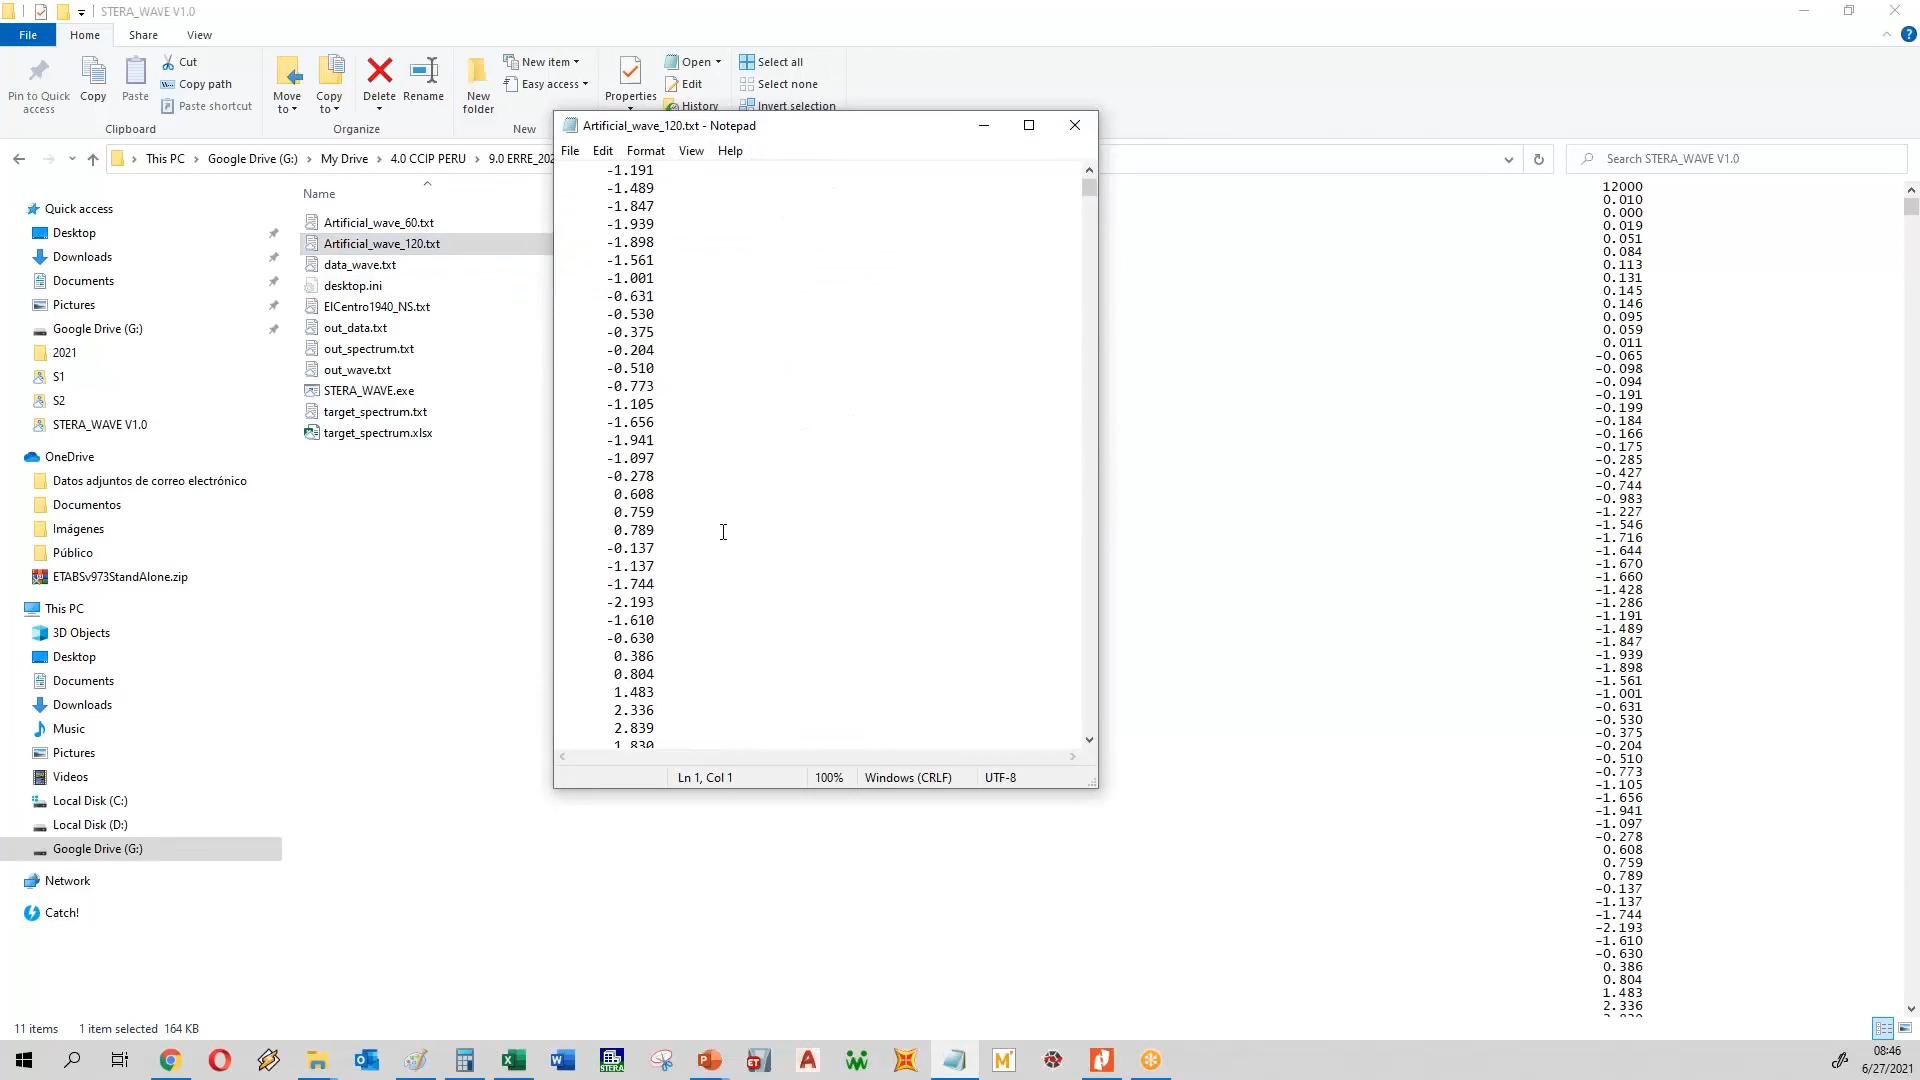 STERA_WAVE V1.0
File Home Share View
Pin to Quick access
Copy
Paste
Cut
Copy path
Paste shortcut
Clipboard
Move to
Copy to
Delete
Rename
Organize
New folder
New item
Easy access
New
Properties
Open
Edit
History
Select all
Select none
Invert selection
This PC Google Drive (G:) My Drive 4.0 CCIP PERU 9.0 ERRE_202
Search STERA_WAVE V1.0
Quick access
Desktop
Downloads
Documents
Pictures
Google Drive (G:)
2021
S1
S2
STERA_WAVE V1.0
OneDrive
Datos adjuntos de correo electrónico
Documentos
Imágenes
Público
ETABSv973StandAlone.zip
This PC
3D Objects
Desktop
Documents
Downloads
Music
Pictures
Videos
Local Disk (C:)
Local Disk (D:)
Google Drive (G:)
Network
Catch!
Name
Artificial_wave_60.txt
Artificial_wave_120.txt
data_wave.txt
desktop.ini
ElCentro1940_NS.txt
out_data.txt
out_spectrum.txt
out_wave.txt
STERA_WAVE.exe
target_spectrum.txt
target_spectrum.xlsx
Artificial_wave_120.txt - Notepad
File Edit Format View Help
-1.191
-1.489
-1.847
-1.939
-1.898
-1.561
-1.001
-0.631
-0.530
-0.375
-0.204
-0.510
-0.773
-1.105
-1.656
-1.941
-1.097
-0.278
0.608
0.759
0.789
-0.137
-1.137
-1.744
-2.193
-1.610
-0.630
0.386
0.804
1.483
2.336
2.839
1.830
Ln 1, Col 1 100% Windows (CRLF) UTF-8
12000
0.010
0.000
0.019
0.051
0.084
0.113
0.131
0.145
0.146
0.095
0.059
0.011
-0.065
-0.098
-0.094
-0.191
-0.199
-0.184
-0.166
-0.175
-0.285
-0.427
-0.744
-0.983
-1.227
-1.546
-1.716
-1.644
-1.670
-1.660
-1.428
-1.286
-1.191
-1.489
-1.847
-1.939
-1.898
-1.561
-1.001
-0.631
-0.530
-0.375
-0.204
-0.510
-0.773
-1.105
-1.656
-1.941
-1.097
-0.278
0.608
0.759
0.789
-0.137
-1.137
-1.744
-2.193
-1.610
-0.630
0.386
0.804
1.483
2.336
11 items 1 item selected 164 KB
STERA
08:46
6/27/2021